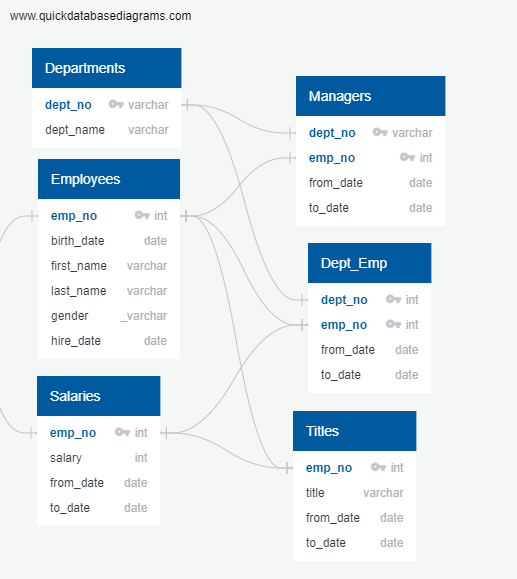 www.quickdatabasediagrams.com
Departments
dept_no varchar
dept_name varchar
Employees
emp_no int
birth_date date
first_name varchar
last_name varchar
gender _varchar
hire_date date
Salaries
emp_no int
salary int
from_date date
to_date date
Managers
dept_no varchar
emp_no int
from_date date
to_date date
Dept_Emp
dept_no int
emp_no int
from_date date
to_date date
Titles
emp_no int
title varchar
from_date date
to_date date